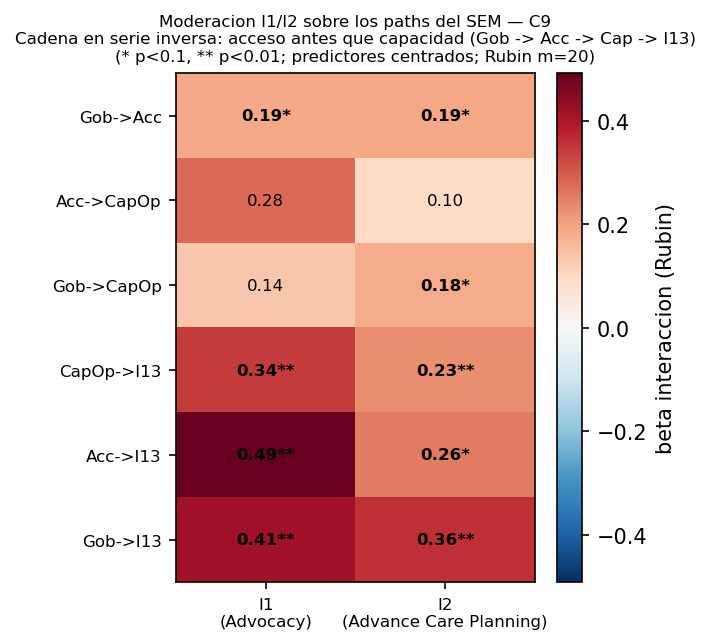 Moderacion I1/I2 sobre los paths del SEM — C9
Cadena en serie inversa: acceso antes que capacidad (Gob -> Acc -> Cap -> I13)
(* p<0.1, ** p<0.01; predictores centrados; Rubin m=20)
Gob->Acc 0.19* 0.19*
Acc->CapOp 0.28 0.10
Gob->CapOp 0.14 0.18*
CapOp->I13 0.34** 0.23**
Acc->I13 0.49** 0.26*
Gob->I13 0.41** 0.36**
I1 I2
(Advocacy) (Advance Care Planning)
0.4
0.2
0.0
−0.2
−0.4
beta interaccion (Rubin)